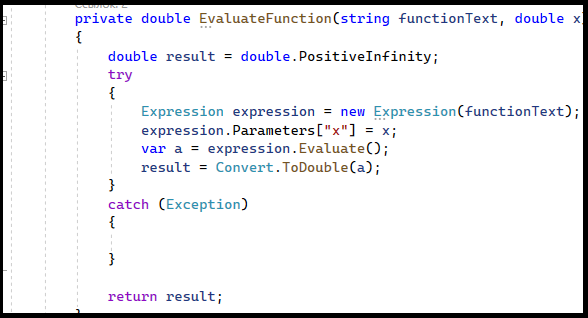 private double EvaluateFunction(string functionText, double x
{
double result = double.PositiveInfinity;
try
{
Expression expression = new Expression(functionText);
expression.Parameters["x"] = x;
var a = expression.Evaluate();
result = Convert.ToDouble(a);
}
catch (Exception)
{
}
return result;